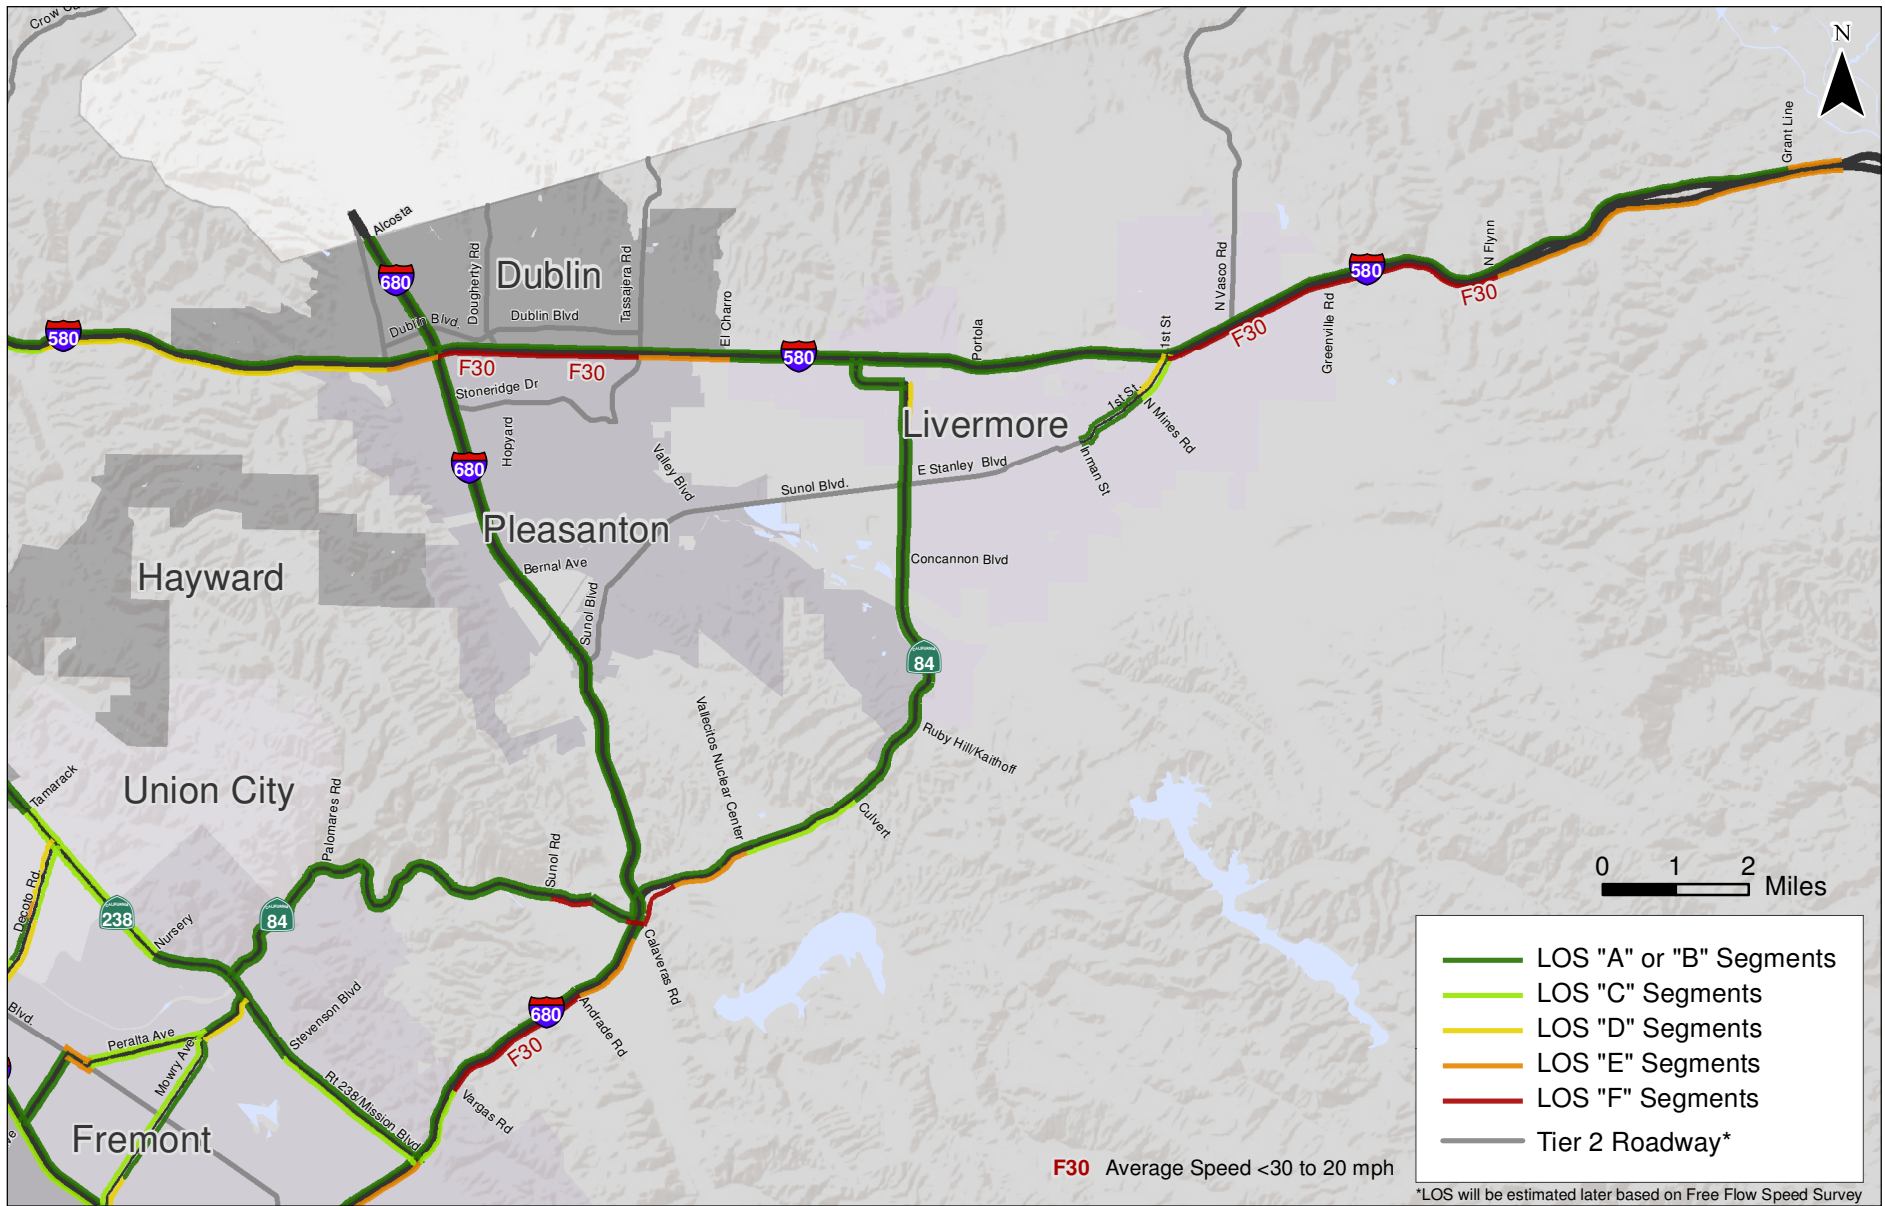 Crow Ca
N
Grant Line
Alcosta
680
Dougherty Rd
Dublin
Tassajera Rd
N Vasco Rd
N Flynn
580
F30
580
Dublin Blvd.
Dublin Blvd
El Charro
580
Portola
1st St
F30
Greenville Rd
F30
F30
Stoneridge Dr
Hopyard
680
Valley Blvd
Livermore
1st St.
N Mines Rd
Inman St
E Stanley Blvd
Sunol Blvd.
Pleasanton
Bernal Ave
Sunol Blvd
Concannon Blvd
Hayward
CALIFORNIA
84
Ruby Hill/Kaithoff
Vallecitos Nuclear Center
Culvert
Union City
Tamarack
Palomares Rd
Sunol Rd
Decoto Rd.
CALIFORNIA
238
Nursery
CALIFORNIA
84
Calaveras Rd
Andrade Rd
680
F30
Vargas Rd
Stevenson Blvd
Rt 238/Mission Blvd
Blvd.
Peralta Ave
Mowry Ave
Fremont
ve
0 1 2
Miles
LOS "A" or "B" Segments
LOS "C" Segments
LOS "D" Segments
LOS "E" Segments
LOS "F" Segments
Tier 2 Roadway*
F30 Average Speed <30 to 20 mph
*LOS will be estimated later based on Free Flow Speed Survey